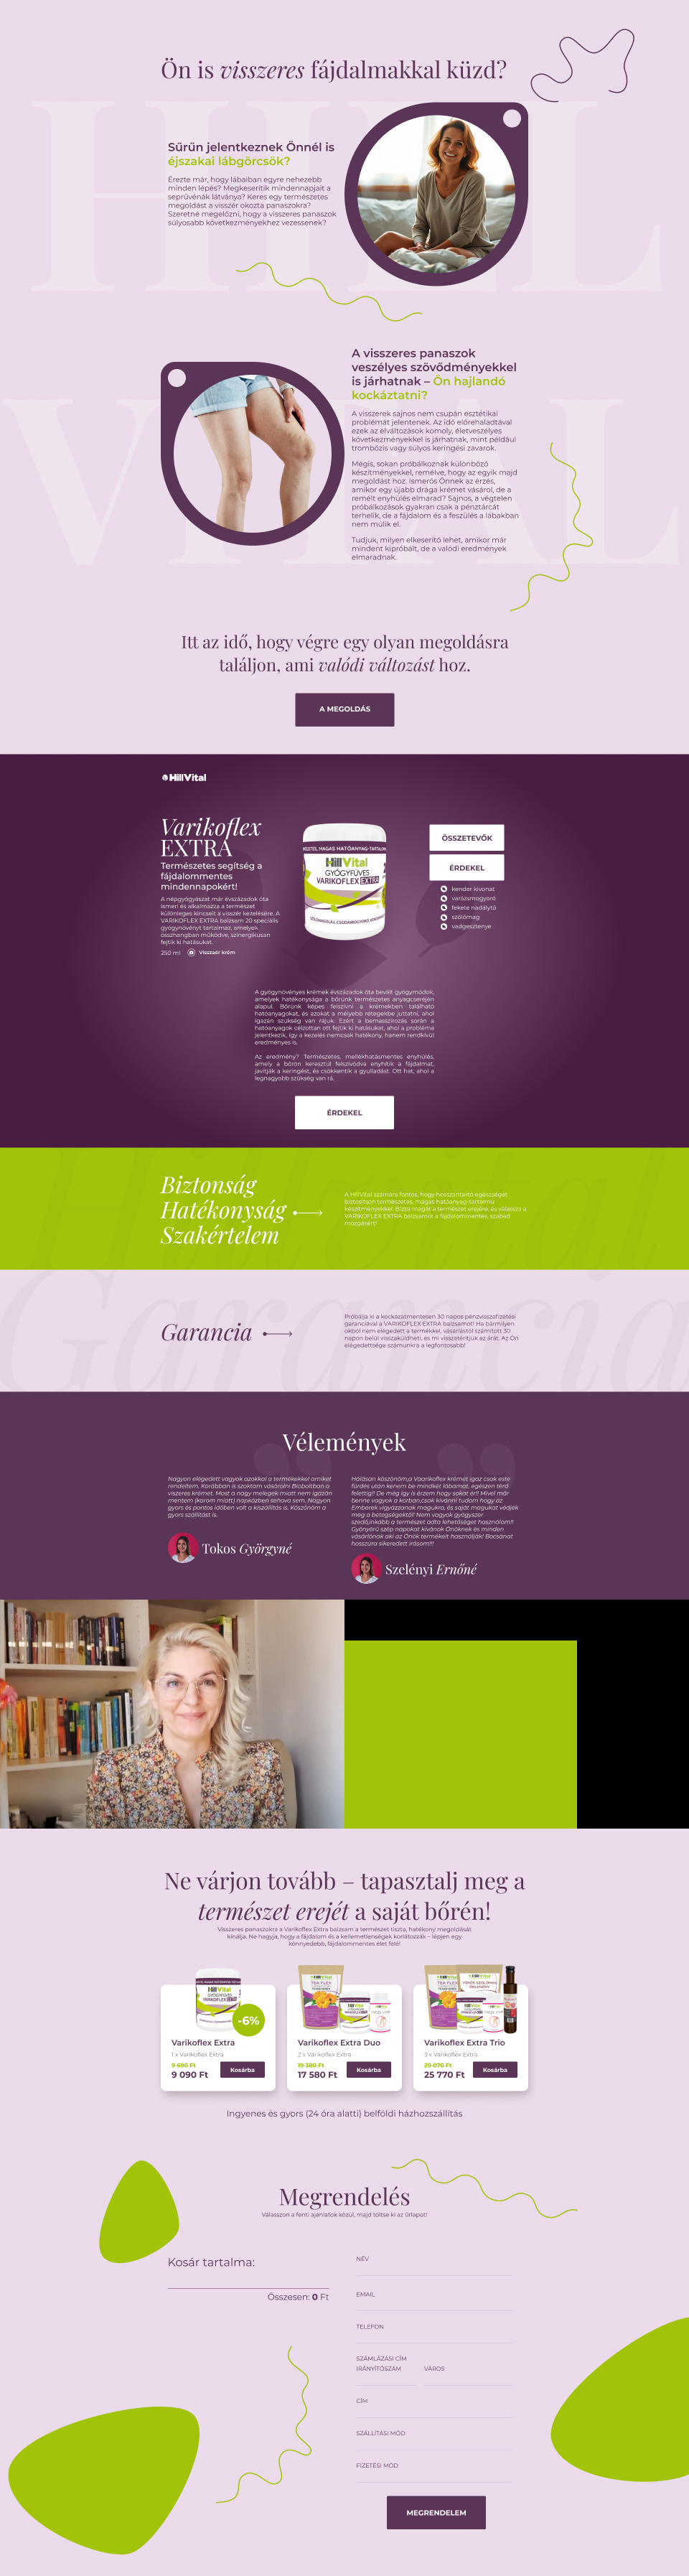 HILL
Ön is visszeres fájdalmakkal küzd?
Sűrűn jelentkeznek Önnél is
éjszakai lábgörcsök?
Érezte már, hogy lábaiban egyre nehezebb
minden lépés? Megkeserítik mindennapjait a
seprűvénák látványa? Keres egy természetes
megoldást a visszér okozta panaszokra?
Szeretné megelőzni, hogy a visszeres panaszok
súlyosabb következményekhez vezessenek?
VITAL
A visszeres panaszok
veszélyes szövődményekkel
is járhatnak – Ön hajlandó
kockáztatni?
A visszerek sajnos nem csupán esztétikai
problémát jelentenek. Az idő előrehaladtával
ezek az elváltozások komoly, életveszélyes
következményekkel is járhatnak, mint például
trombózis vagy súlyos keringési zavarok.
Mégis, sokan próbálkoznak különböző
készítményekkel, remélve, hogy az egyik majd
megoldást hoz. Ismerős Önnek az érzés,
amikor egy újabb drága krémet vásárol, de a
remélt enyhülés elmarad? Sajnos, a végtelen
próbálkozások gyakran csak a pénztárcát
terhelik, de a fájdalom és a feszülés a lábakban
nem múlik el.
Tudjuk, milyen elkeserítő lehet, amikor már
mindent kipróbált, de a valódi eredmények
elmaradnak.
Itt az idő, hogy végre egy olyan megoldásra
találjon, ami valódi változást hoz.
A MEGOLDÁS
HillVital
Varikoflex
EXTRA
Természetes segítség a
fájdalommentes
mindennapokért!
A népgyógyászat már évszázadok óta
ismeri és alkalmazza a természet
különleges kincseit a visszér kezelésére. A
VARIKOFLEX EXTRA balzsam 20 speciális
gyógynövényt tartalmaz, amelyek
összhangban működve, szinergikusan
fejtik ki hatásukat.
250 ml
Visszaér krém
HillVital
GYÓGYFÜVES
VARIKOFLEX EXTRA
ÖSSZETEVŐK
ÉRDEKEL
kender kivonat
varázsmogyoró
fekete nadálytő
szőlőmag
vadgesztenye
A gyógynövényes krémek évszázadok óta bevált gyógymódok,
amelyek hatékonysága a bőrünk természetes anyagcseréjén
alapul. Bőrünk képes felszívni a krémekben található
hatóanyagokat, és azokat a mélyebb rétegekbe juttatni, ahol
igazán szükség van rájuk. Ezért a bemasszírozás során a
hatóanyagok célzottan ott fejtik ki hatásukat, ahol a probléma
jelentkezik, így a kezelés nemcsak hatékony, hanem rendkívül
eredményes is.
Az eredmény? Természetes, mellékhatásmentes enyhülés,
amely a bőrön keresztül felszívódva enyhítik a fájdalmat,
javítják a keringést, és csökkentik a gyulladást. Ott hat, ahol a
legnagyobb szükség van rá.
ÉRDEKEL
Hillvital
Biztonság
Hatékonyság
Szakértelem
A HillVital számára fontos, hogy hosszantartó egészséget
biztosítson természetes, magas hatóanyag-tartalmú
készítményekkel. Bízza magát a természet erejére, és válassza a
VARIKOFLEX EXTRA balzsamot a fájdalommentes, szabad
mozgásért!
Garancia
Garancia
Próbálja ki a kockázatmentesen 30 napos pénzvisszafizetési
garanciával a VARIKOFLEX EXTRA balzsamot! Ha bármilyen
okból nem elégedett a termékkel, vásárlástól számított 30
napon belül visszaküldheti, és mi visszatérítjük az árát. Az Ön
elégedettsége számunkra a legfontosabb!
Vélemények
Nagyon elégedett vagyok azokkal a termékekkel amiket
rendeltem. Korábban is szoktam vásárolni Bioboltban a
viszeres krémet. Most a nagy melegek miatt nem igazán
mentem (korom miatt) napközben sehova sem. Nagyon
gyors és pontos időben volt a kiszállítás is. Köszönöm a
gyors szállítást is.
Tokos Györgyné
Hálásan köszönöm,a Vaarikoflex krémet igaz csak este
fürdés után kenem be mindkét lábamat, egészen térd
felettig!! De még így is érzem hogy sokat ér!! Mivel már
benne vagyok a korban,csak kívánni tudom hogy az
Emberek vigyázzanak magukra, és saját magukat védjék
meg a betegségektől! Nem vagyok gyógyszer
szedő,inkább a természet adta lehetőséget használom!!
Gyönyörű szép napokat kívánok Önöknek és minden
vásárlónak aki az Önök termékeit használják! Bocsánat
hosszúra sikeredett írásom!!!
Szelényi Ernőné
Ne várjon tovább – tapasztalj meg a
természet erejét a saját bőrén!
Visszeres panaszokra a Varikoflex Extra balzsam a természet tiszta, hatékony megoldását
kínálja. Ne hagyja, hogy a fájdalom és a kellemetlenségek korlátozzák – lépjen egy
könnyedebb, fájdalommentes élet felé!
-6%
Varikoflex Extra
1 x Varikoflex Extra
9 690 Ft
9 090 Ft
Kosárba
Varikoflex Extra Duo
2 x Varikoflex Extra
19 380 Ft
17 580 Ft
Kosárba
Varikoflex Extra Trio
3 x Varikoflex Extra
29 070 Ft
25 770 Ft
Kosárba
Ingyenes és gyors (24 óra alatti) belföldi házhozszállítás
Megrendelés
Válasszon a fenti ajánlatok közül, majd töltse ki az űrlapot!
Kosár tartalma:
Összesen: 0 Ft
NÉV
EMAIL
TELEFON
SZÁMLÁZÁSI CÍM
IRÁNYÍTÓSZÁM
VÁROS
CÍM
SZÁLLÍTÁSI MÓD
FIZETÉSI MÓD
MEGRENDELEM